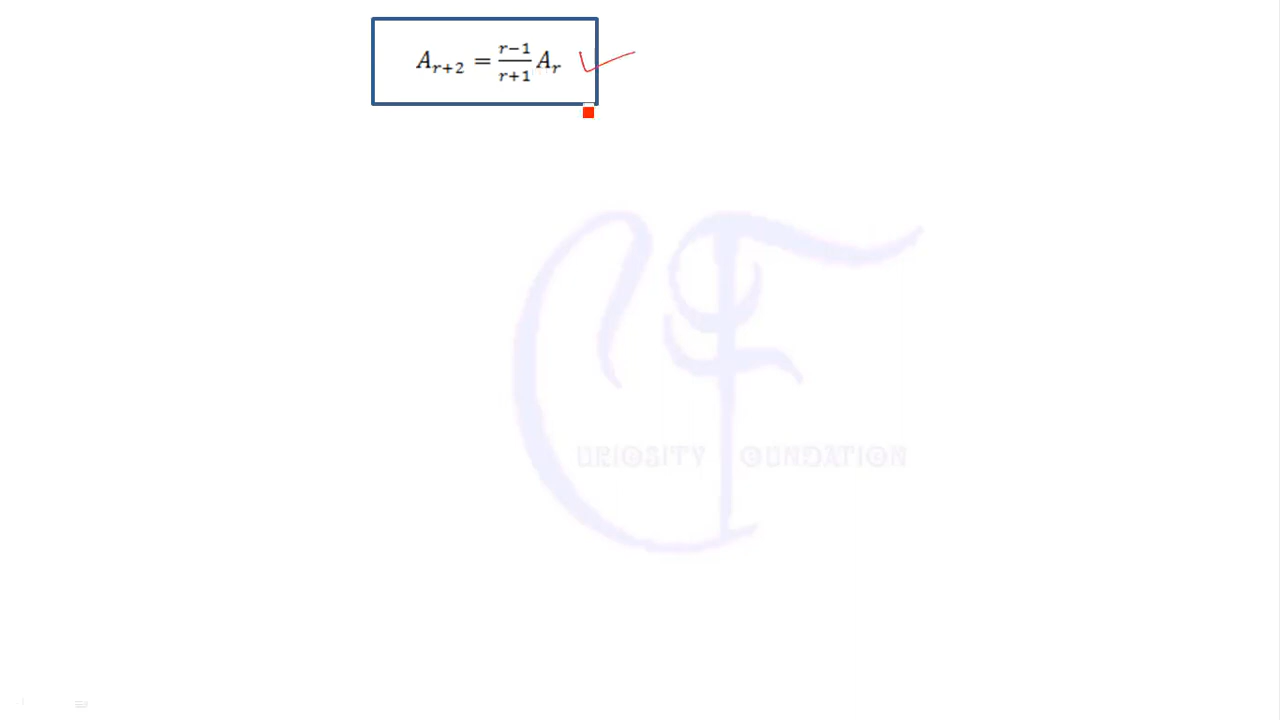 A_{r+2} = \frac{r-1}{r+1} A_r
CURIOSITY FOUNDATION